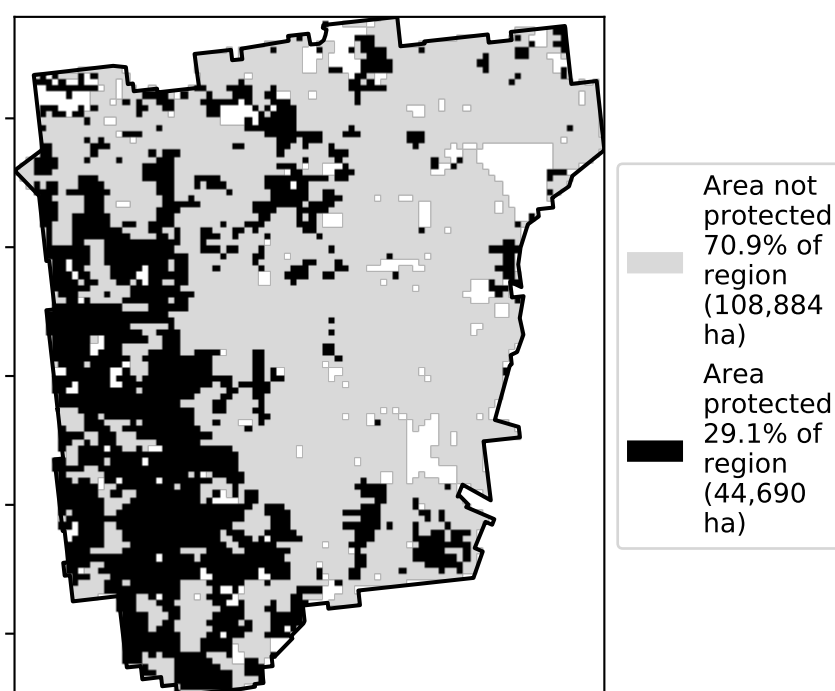 Area not
protected
70.9% of
region
(108,884
ha)
Area
protected
29.1% of
region
(44,690
ha)